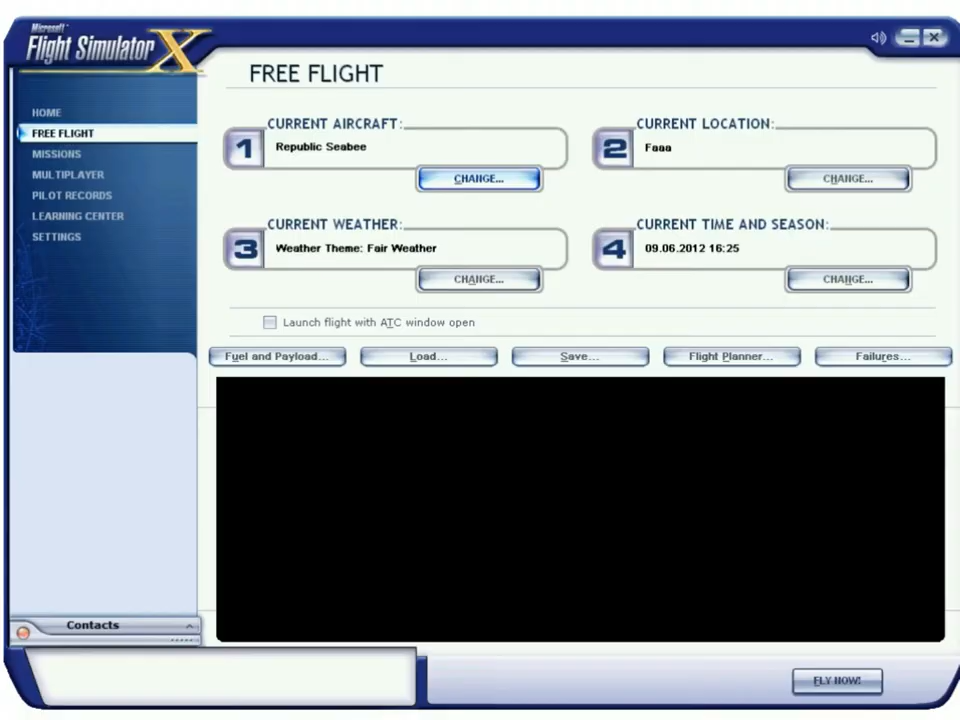 Microsoft
Flight Simulator X
HOME
FREE FLIGHT
MISSIONS
MULTIPLAYER
PILOT RECORDS
LEARNING CENTER
SETTINGS
FREE FLIGHT
CURRENT AIRCRAFT:
1
Republic Seabee
CHANGE...
CURRENT LOCATION:
2
Faaa
CHANGE...
CURRENT WEATHER:
3
Weather Theme: Fair Weather
CHANGE...
CURRENT TIME AND SEASON:
4
09.06.2012 16:25
CHANGE...
Launch flight with ATC window open
Fuel and Payload... Load... Save... Flight Planner... Failures...
Contacts
FLY NOW!